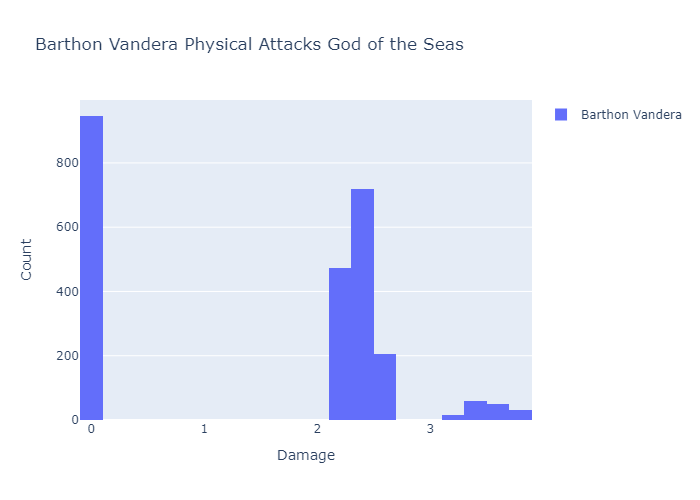 Barthon Vandera Physical Attacks God of the Seas
Barthon Vandera
Count
800
600
400
200
0
0 1 2 3
Damage